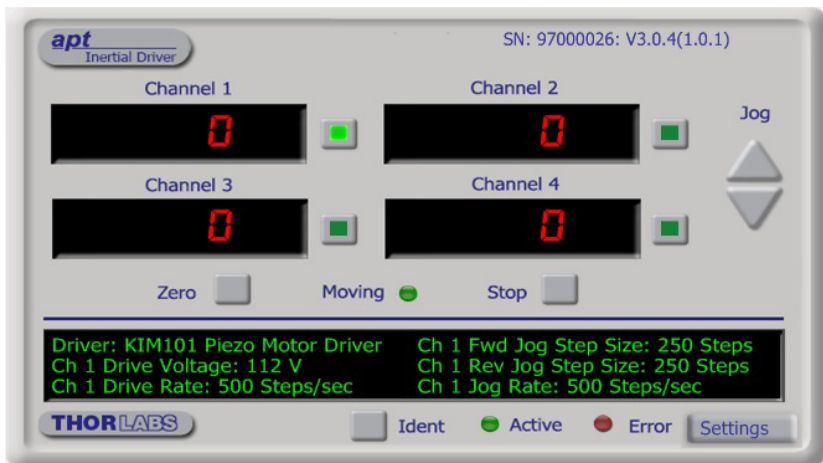 apt
Inertial Driver
SN: 97000026: V3.0.4(1.0.1)
Channel 1
Channel 2
0
0
Jog
Channel 3
Channel 4
0
0
Zero
Moving
Stop
Driver: KIM101 Piezo Motor Driver
Ch 1 Drive Voltage: 112 V
Ch 1 Drive Rate: 500 Steps/sec
Ch 1 Fwd Jog Step Size: 250 Steps
Ch 1 Rev Jog Step Size: 250 Steps
Ch 1 Jog Rate: 500 Steps/sec
THORLABS
Ident
Active
Error
Settings